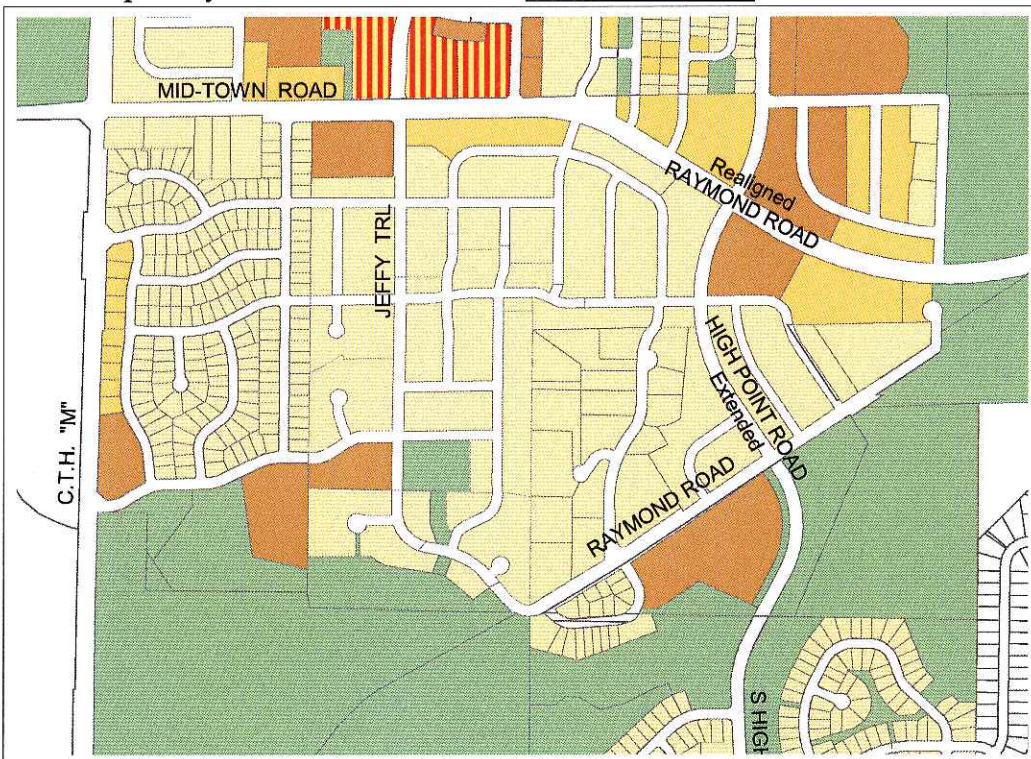 MID-TOWN ROAD
Realigned
RAYMOND ROAD
JEFFY TRL
HIGH POINT ROAD
Extended
C.T.H. "M"
RAYMOND ROAD
S HIGH